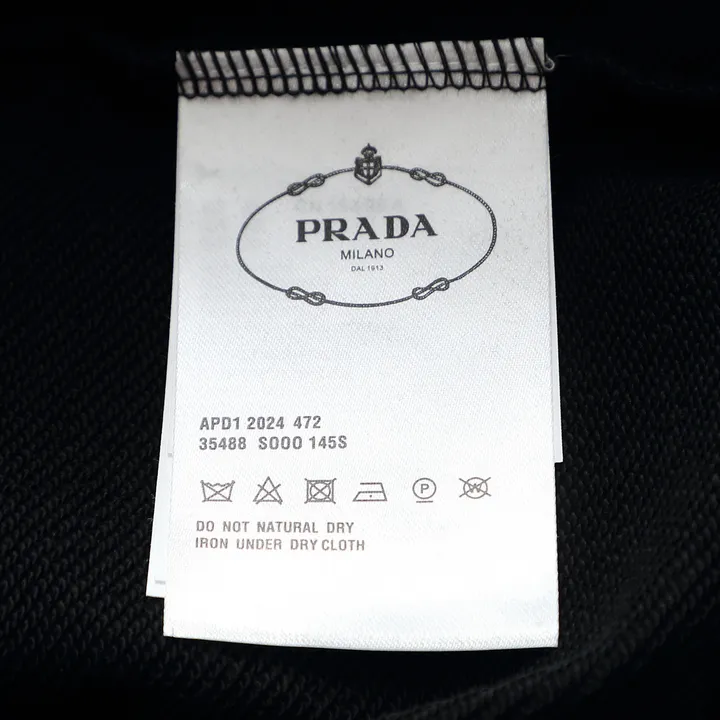 PRADA
MILANO
DAL 1913
APD1 2024 472
35488 SOOO 145S
P
W
DO NOT NATURAL DRY
IRON UNDER DRY CLOTH